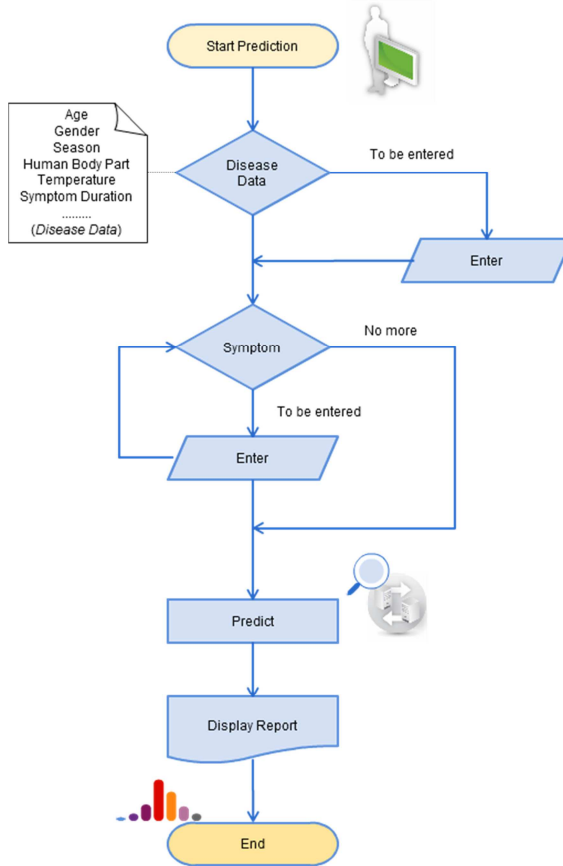 Start Prediction
Age
Gender
Season
Human Body Part
Temperature
Symptom Duration
.........
(Disease Data)
Disease
Data
To be entered
Enter
Symptom
No more
To be entered
Enter
Predict
Display Report
End